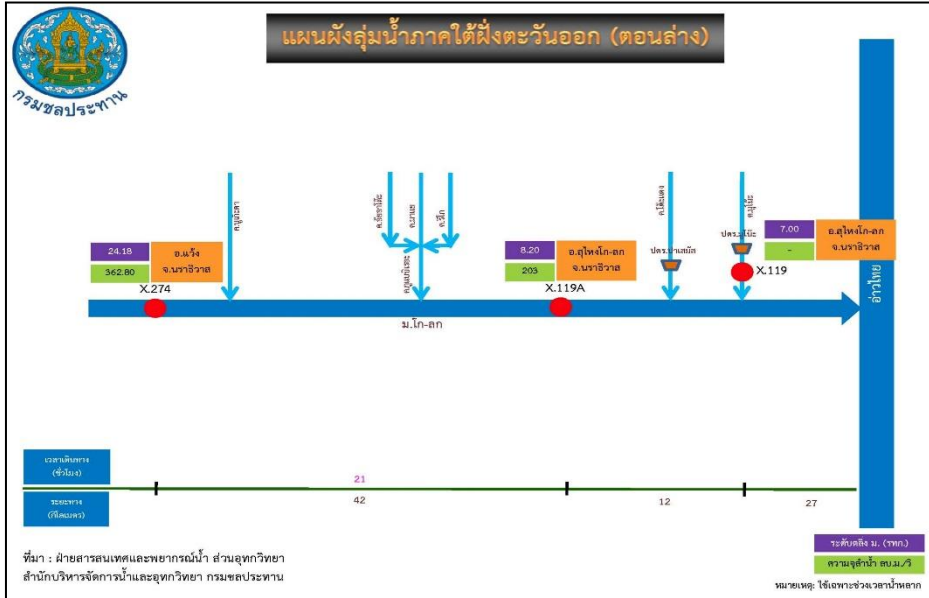 แผนผังลุ่มน้ำภาคใต้ฝั่งตะวันออก (ตอนล่าง)
กรมชลประทาน
24.18
362.80
อ.แว้ง
จ.นราธิวาส
X.274
8.20
203
อ.สุไหงโก-ลก
จ.นราธิวาส
X.119A
7.00
-
อ.สุไหงโก-ลก
จ.นราธิวาส
X.119
ม.โก-ลก
อ่าวไทย
เวลาเดินทาง
(ชั่วโมง)
21
ระยะทาง
(กิโลเมตร)
42
12
27
ระดับตลิ่ง ม. (รทก.)
ความจุลำน้ำ ลบ.ม./วิ
ที่มา : ฝ่ายสารสนเทศและพยากรณ์น้ำ ส่วนอุทกวิทยา
สำนักบริหารจัดการน้ำและอุทกวิทยา กรมชลประทาน
หมายเหตุ: ใช้เฉพาะช่วงเวลาน้ำหลาก